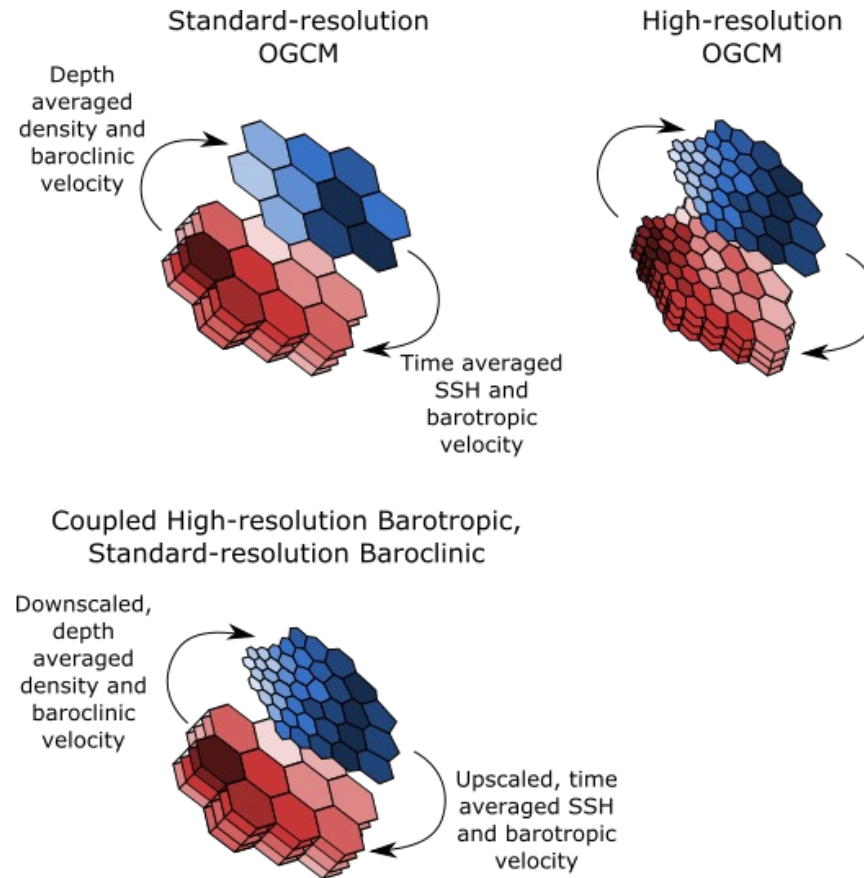 Standard-resolution
OGCM
High-resolution
OGCM
Depth
averaged
density and
baroclinic
velocity
Time averaged
SSH and
barotropic
velocity
Coupled High-resolution Barotropic,
Standard-resolution Baroclinic
Downscaled,
depth
averaged
density and
baroclinic
velocity
Upscaled, time
averaged SSH
and barotropic
velocity